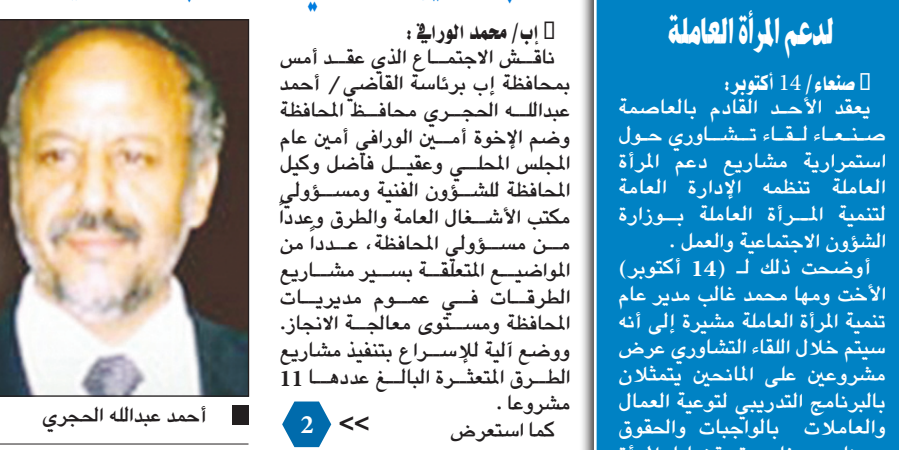 لدعم المرأة العاملة
صنعاء/ 14 أكتوبر:
يعقد الأحد القادم بالعاصمة
صنعاء لقاء تشاوري حول
استمرارية مشاريع دعم المرأة
العاملة تنظمه الإدارة العامة
لتنمية المرأة العاملة بوزارة
الشؤون الاجتماعية والعمل .
أوضحت ذلك لـ (14 أكتوبر)
الأخت ومها محمد غالب مدير عام
تنمية المرأة العاملة مشيرة إلى أنه
سيتم خلال اللقاء التشاوري عرض
مشروعين على المانحين يتمثلان
بالبرنامج التدريبي لتوعية العمال
والعاملات بالواجبات والحقوق
إب/ محمد الورافي :
ناقش الاجتماع الذي عقد أمس
بمحافظة إب برئاسة القاضي/ أحمد
عبدالله الحجري محافظ المحافظة
وضم الإخوة أمين الورافي أمين عام
المجلس المحلي وعقيل فاضل وكيل
المحافظة للشؤون الفنية ومسؤولي
مكتب الأشغال العامة والطرق وعدداً
من مسؤولي المحافظة، عدداً من
المواضيع المتعلقة بسير مشاريع
الطرقات في عموم مديريات
المحافظة ومستوى معالجة الانجاز.
ووضع آلية للإسراع بتنفيذ مشاريع
الطرق المتعثرة البالغ عددها 11
مشروعا .
كما استعرض >> 2
أحمد عبدالله الحجري